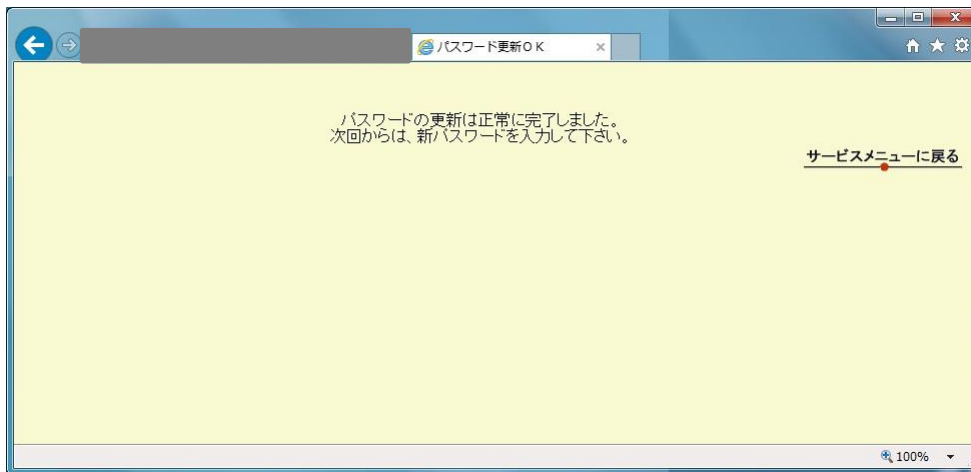 パスワード更新ＯＫ
パスワードの更新は正常に完了しました。
次回からは、新パスワードを入力して下さい。
サービスメニューに戻る
100%